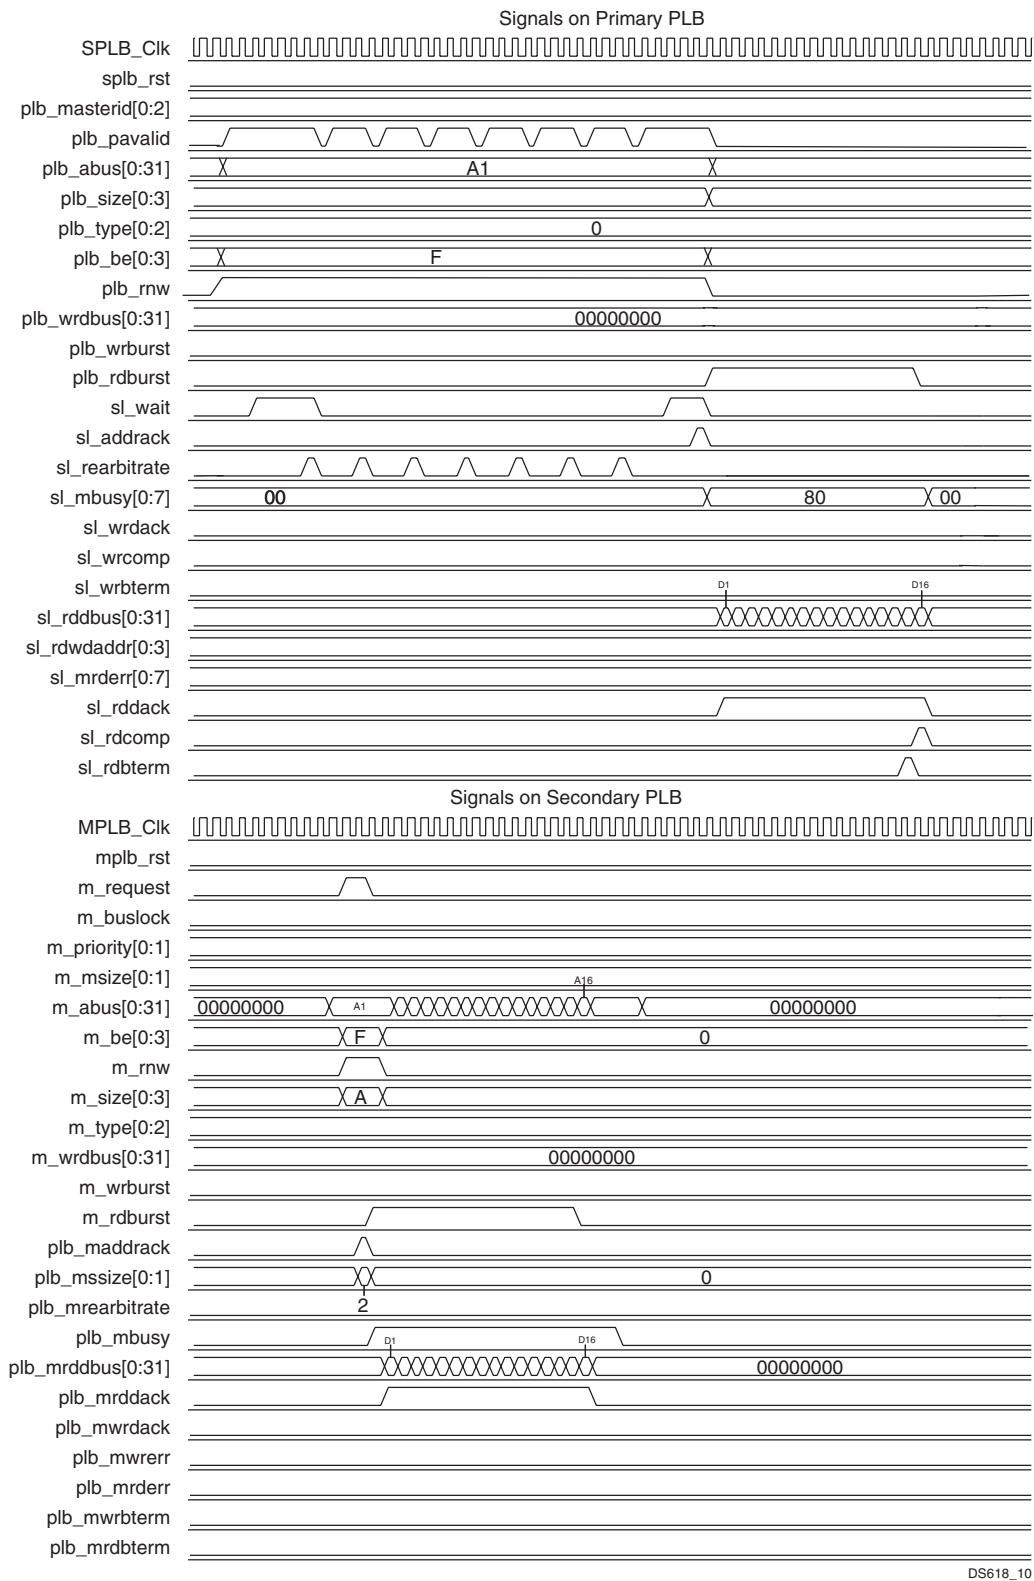 Signals on Primary PLB
SPLB_Clk
splb_rst
plb_masterid[0:2]
plb_pavalid
plb_abus[0:31] A1
plb_size[0:3]
plb_type[0:2] 0
plb_be[0:3] F
plb_rnw
plb_wrdbus[0:31] 00000000
plb_wrburst
plb_rdburst
sl_wait
sl_addrack
sl_rearbitrate
sl_mbusy[0:7] 00 80 00
sl_wrdack
sl_wrcomp
sl_wrbterm
D1 D16
sl_rddbus[0:31]
sl_rdwdaddr[0:3]
sl_mrderr[0:7]
sl_rddack
sl_rdcomp
sl_rdbterm
Signals on Secondary PLB
MPLB_Clk
mplb_rst
m_request
m_buslock
m_priority[0:1]
m_msize[0:1]
A16
m_abus[0:31] 00000000 A1 00000000
m_be[0:3] F 0
m_rnw
m_size[0:3] A
m_type[0:2]
m_wrdbus[0:31] 00000000
m_wrburst
m_rdburst
plb_maddrack
plb_mssize[0:1] 0
plb_mrearbitrate 2
plb_mbusy
D1 D16
plb_mrddbus[0:31] 00000000
plb_mrddack
plb_mwrdack
plb_mwrerr
plb_mrderr
plb_mwrbterm
plb_mrdbterm
DS618_10